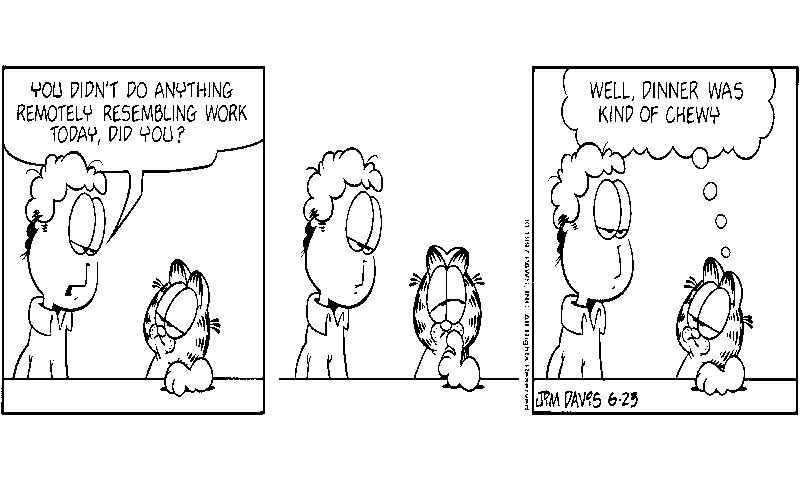 YOU DIDN'T DO ANYTHING
REMOTELY RESEMBLING WORK
TODAY, DID YOU?
WELL, DINNER WAS
KIND OF CHEWY
JIM DAVIS 6-23